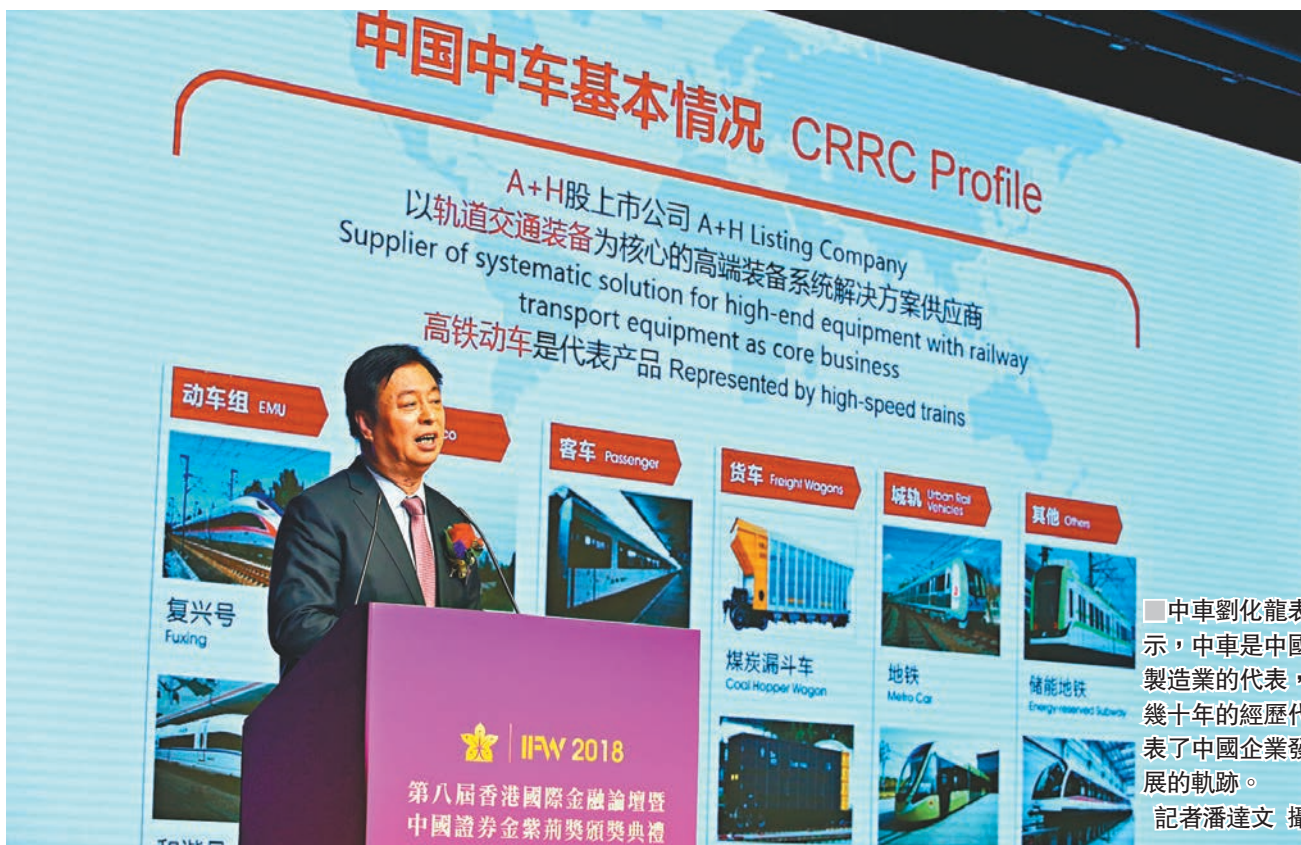 中国中车基本情况 CRRC Profile
A+H股上市公司 A+H Listing Company
以轨道交通装备为核心的高端装备系统解决方案供应商
Supplier of systematic solution for high-end equipment with railway
transport equipment as core business
高铁动车是代表产品 Represented by high-speed trains
动车组 EMU
co
客车 Passenger
货车 Freight Wagons
城轨 Urban Rail
Vehicles
其他 Others
复兴号
Fuxing
煤炭漏斗车
Coal Hopper Wagon
地铁
Metro Car
储能地铁
Energy-reserved Subway
IFW 2018
第八屆香港國際金融論壇暨
中國證券金紫荊獎頒獎典禮
■中車劉化龍表
示，中車是中國
製造業的代表，
幾十年的經歷代
表了中國企業發
展的軌跡。
記者潘達文 攝